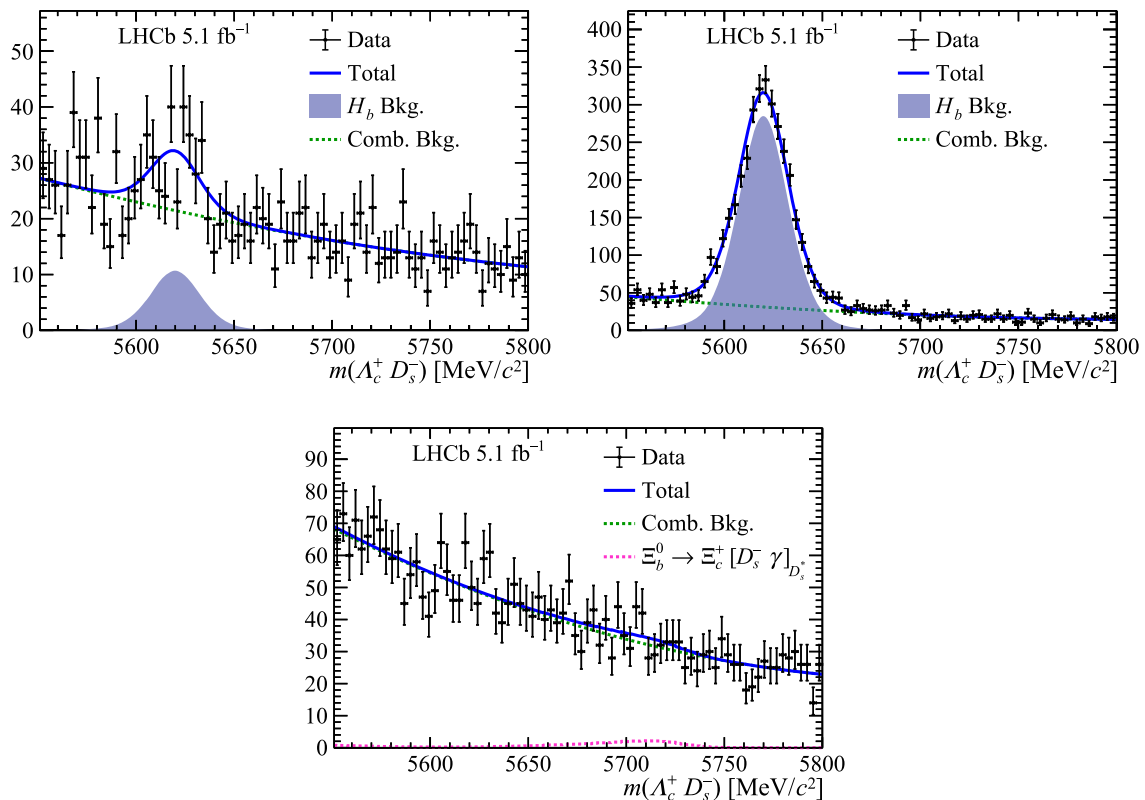 LHCb 5.1 fb⁻¹
Data
Total
H_b Bkg.
Comb. Bkg.
50
40
30
20
10
0
5600 5650 5700 5750 5800
m(Λ_c⁺ D_s⁻) [MeV/c²]
LHCb 5.1 fb⁻¹
Data
Total
H_b Bkg.
Comb. Bkg.
400
350
300
250
200
150
100
50
0
5600 5650 5700 5750 5800
m(Λ_c⁺ D_s⁻) [MeV/c²]
LHCb 5.1 fb⁻¹
Data
Total
Comb. Bkg.
Ξ_b⁰ → Ξ_c⁺ [D_s⁻ γ]_{D_s^*}
90
80
70
60
50
40
30
20
10
0
5600 5650 5700 5750 5800
m(Λ_c⁺ D_s⁻) [MeV/c²]